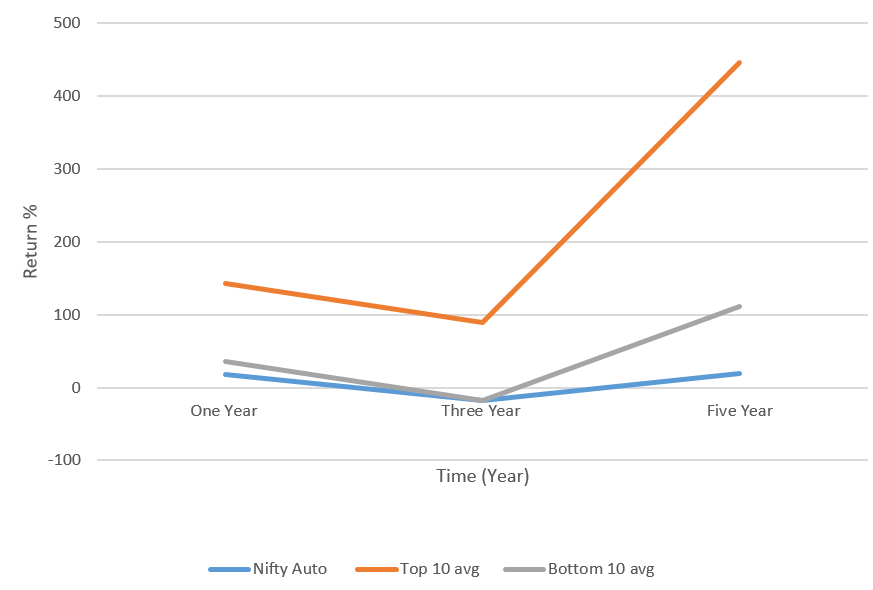 500
400
300
200
100
0
-100
Return %
One Year
Three Year
Five Year
Time (Year)
Nifty Auto
Top 10 avg
Bottom 10 avg